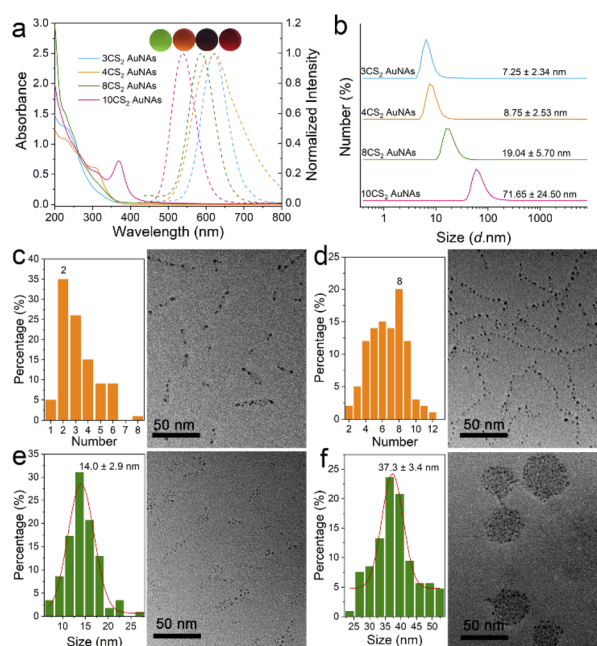 a
Absorbance
3.0
2.5
2.0
1.5
1.0
0.5
0.0
3CS2 AuNAs
4CS2 AuNAs
8CS2 AuNAs
10CS2 AuNAs
1.0
0.8
0.6
0.4
0.2
0.0
Normalized Intensity
200 300 400 500 600 700 800
Wavelength (nm)
b
Number (%)
3CS2 AuNAs 7.25 ± 2.34 nm
4CS2 AuNAs 8.75 ± 2.53 nm
8CS2 AuNAs 19.04 ± 5.70 nm
10CS2 AuNAs 71.65 ± 24.50 nm
1 10 100 1000
Size (d.nm)
c
Percentage (%)
40
35
30
25
20
15
10
5
0
2
1 2 3 4 5 6 7 8
Number
50 nm
d
Percentage (%)
25
20
15
10
5
0
8
2 4 6 8 10 12
Number
50 nm
e
Percentage (%)
35
30
25
20
15
10
5
0
14.0 ± 2.9 nm
10 15 20 25
Size (nm)
50 nm
f
Percentage (%)
30
25
20
15
10
5
0
37.3 ± 3.4 nm
25 30 35 40 45 50
Size (nm)
50 nm